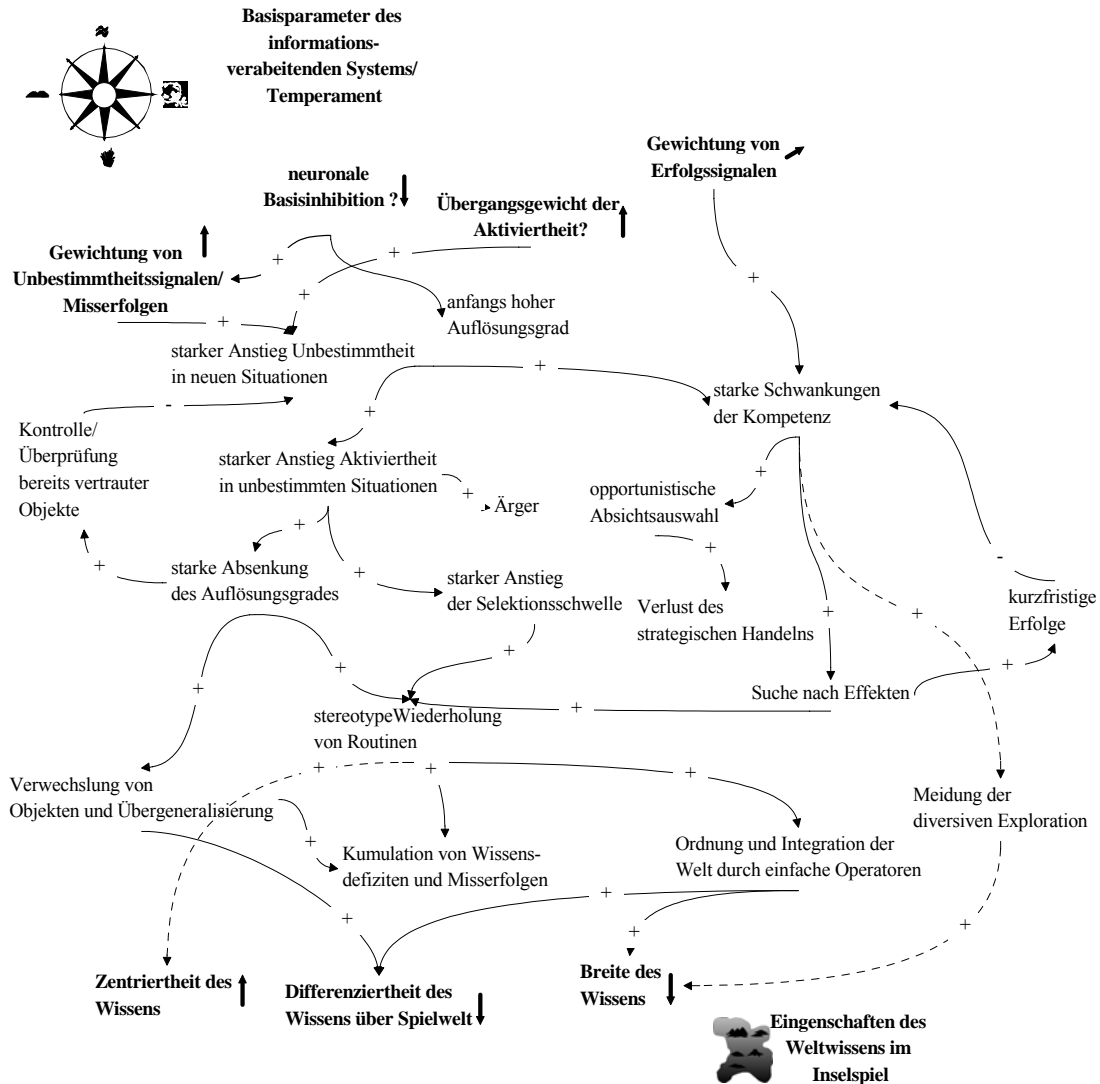 Basisparameter des
informations-
verabeitenden Systems/
Temperament
Gewichtung von
Erfolgssignalen
neuronale
Basisinhibition ?
Übergangsgewicht der
Aktiviertheit?
Gewichtung von
Unbestimmtheitssignalen/
Misserfolgen
+
+
+
+
+
anfangs hoher
Auflösungsgrad
starker Anstieg Unbestimmtheit
in neuen Situationen
+
starke Schwankungen
der Kompetenz
-
+
Kontrolle/
Überprüfung
bereits vertrauter
Objekte
starker Anstieg Aktiviertheit
in unbestimmten Situationen
+
+
Ärger
opportunistische
Absichtsauswahl
+
+
-
+
+
starke Absenkung
des Auflösungsgrades
starker Anstieg
der Selektionsschwelle
Verlust des
strategischen Handelns
+
+
kurzfristige
Erfolge
+
+
+
+
Suche nach Effekten
+
stereotypeWiederholung
von Routinen
+
+
+
Verwechslung von
Objekten und Übergeneralisierung
Meidung der
diversiven Exploration
+
Kumulation von Wissens-
defiziten und Misserfolgen
Ordnung und Integration der
Welt durch einfache Operatoren
+
+
+
+
Zentriertheit des
Wissens
Differenziertheit des
Wissens über Spielwelt
Breite des
Wissens
Eingenschaften des
Weltwissens im
Inselspiel